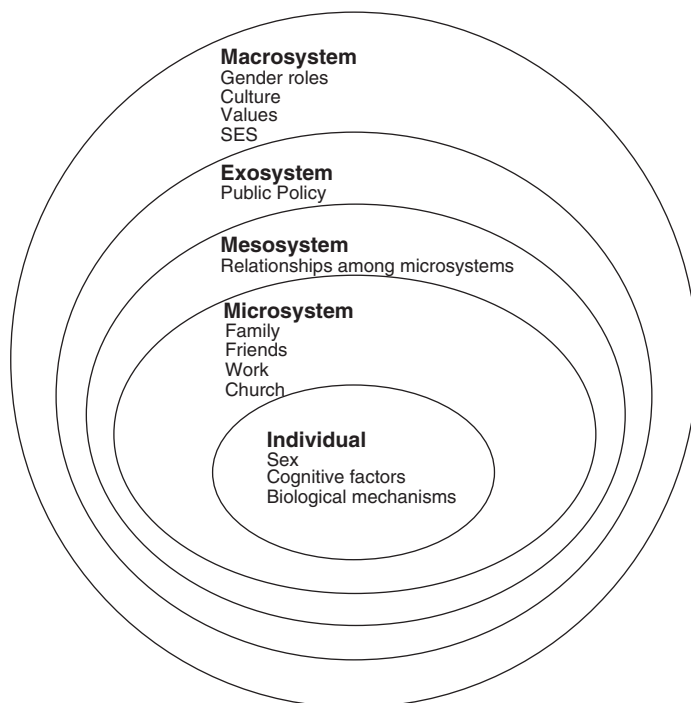 Macrosystem
Gender roles
Culture
Values
SES
Exosystem
Public Policy
Mesosystem
Relationships among microsystems
Microsystem
Family
Friends
Work
Church
Individual
Sex
Cognitive factors
Biological mechanisms